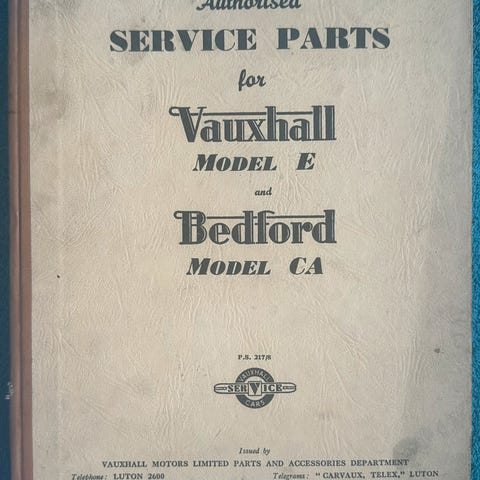 Authorised
SERVICE PARTS
for
Vauxhall
MODEL E
and
Bedford
MODEL CA
P.S. 217/8
VAUXHALL
SERVICE
CARS
Issued by
VAUXHALL MOTORS LIMITED PARTS AND ACCESSORIES DEPARTMENT
Telephone: LUTON 2600 Telegrams: "CARVAUX, TELEX," LUTON